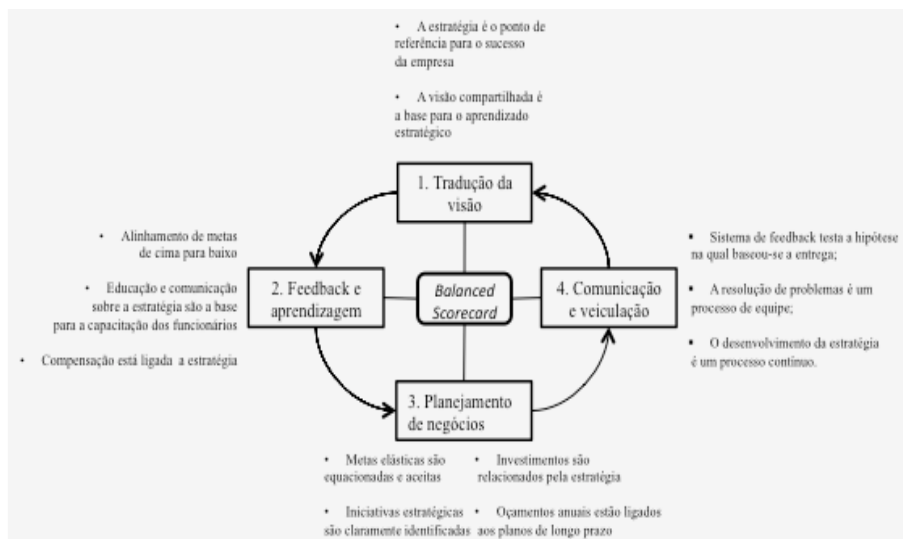 • A estratégia é o ponto de
referência para o sucesso
da empresa
• A visão compartilhada é
a base para o aprendizado
estratégico
1. Tradução da
visão
• Alinhamento de metas
de cima para baixo
• Educação e comunicação
sobre a estratégia são a base
para a capacitação dos funcionários
• Compensação está ligada a estratégia
2. Feedback e
aprendizagem
Balanced
Scorecard
4. Comunicação
e veiculação
▪ Sistema de feedback testa a hipótese
na qual baseou-se a entrega;
▪ A resolução de problemas é um
processo de equipe;
▪ O desenvolvimento da estratégia
é um processo contínuo.
3. Planejamento
de negócios
• Metas elásticas são
equacionadas e aceitas
• Investimentos são
relacionados pela estratégia
• Iniciativas estratégicas
são claramente identificadas
• Oçamentos anuais estão ligados
aos planos de longo prazo